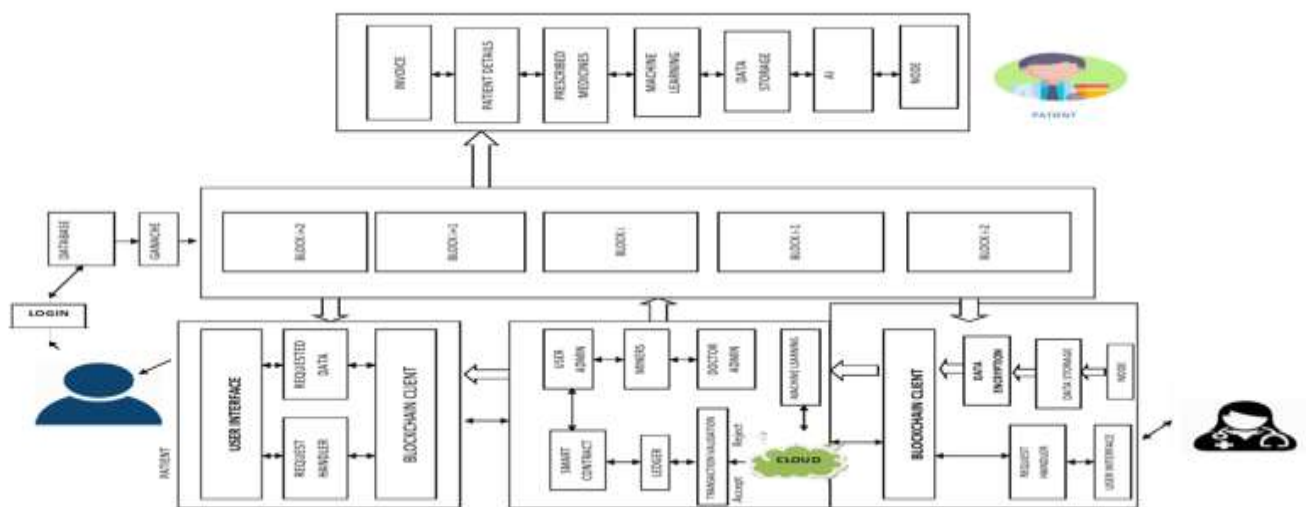 INVOICE
PATIENT DETAILS
PRESCRIBED
MEDICINES
MACHINE
LEARNING
DATA
STORAGE
AI
NODE
PATIENT
DATABASE
GANACHE
LOGIN
BLOCK-i+2
BLOCK-i+1
BLOCK-i
BLOCK-i-1
BLOCK-i-2
PATIENT
USER INTERFACE
REQUESTED
DATA
REQUEST
HANDLER
BLOCKCHAIN CLIENT
USER
ADMIN
MINERS
DOCTOR
ADMIN
MACHINE LEARNING
SMART
CONTRACT
LEDGER
TRANSACTION VALIDATION
Accept
Reject
CLOUD
BLOCKCHAIN CLIENT
DATA
ENCRYPTION
DATA STORAGE
NODE
REQUEST
HANDLER
USER INTERFACE